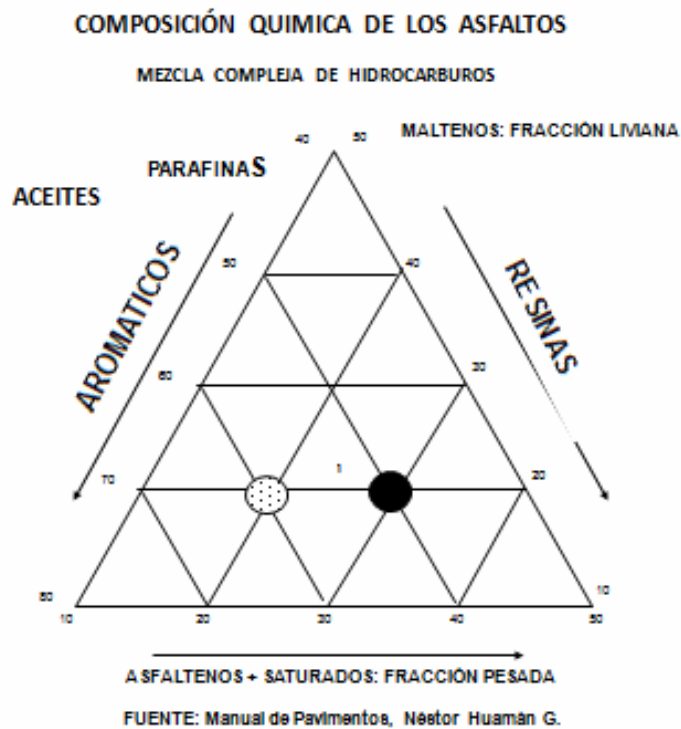 COMPOSICIÓN QUIMICA DE LOS ASFALTOS
MEZCLA COMPLEJA DE HIDROCARBUROS
MALTENOS: FRACCIÓN LIVIANA
40 50
PARAFINAS
ACEITES
AROMATICOS
RESINAS
50 40
60 30
70 1 20
80 10
10 20 30 40 50
ASFALTENOS + SATURADOS: FRACCIÓN PESADA
FUENTE: Manual de Pavimentos, Néstor Huamán G.